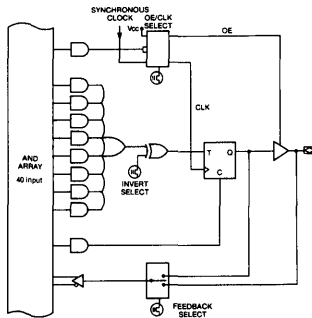 SYNCHRONOUS
CLOCK
OE/CLK
SELECT
Vcc
OE
CLK
AND
ARRAY
40 input
INVERT
SELECT
T
Q
C
FEEDBACK
SELECT